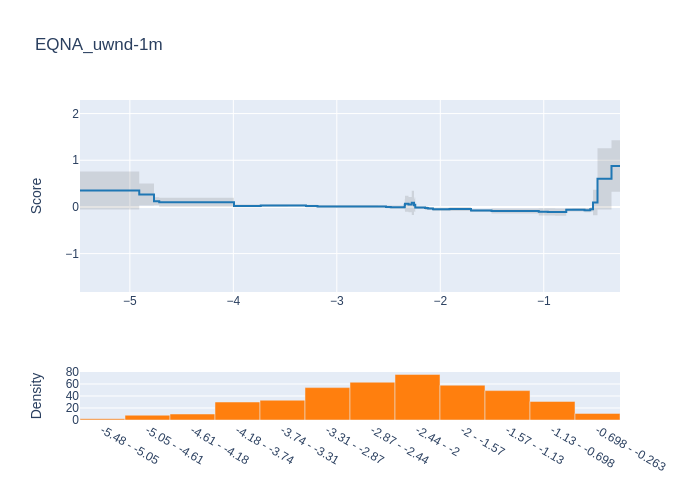 EQNA_uwnd-1m
2
1
0
−1
Score
−5
−4
−3
−2
−1
80
60
40
20
0
Density
-5.48 - -5.05
-5.05 - -4.61
-4.61 - -4.18
-4.18 - -3.74
-3.74 - -3.31
-3.31 - -2.87
-2.87 - -2.44
-2.44 - -2
-2 - -1.57
-1.57 - -1.13
-1.13 - -0.698
-0.698 - -0.263